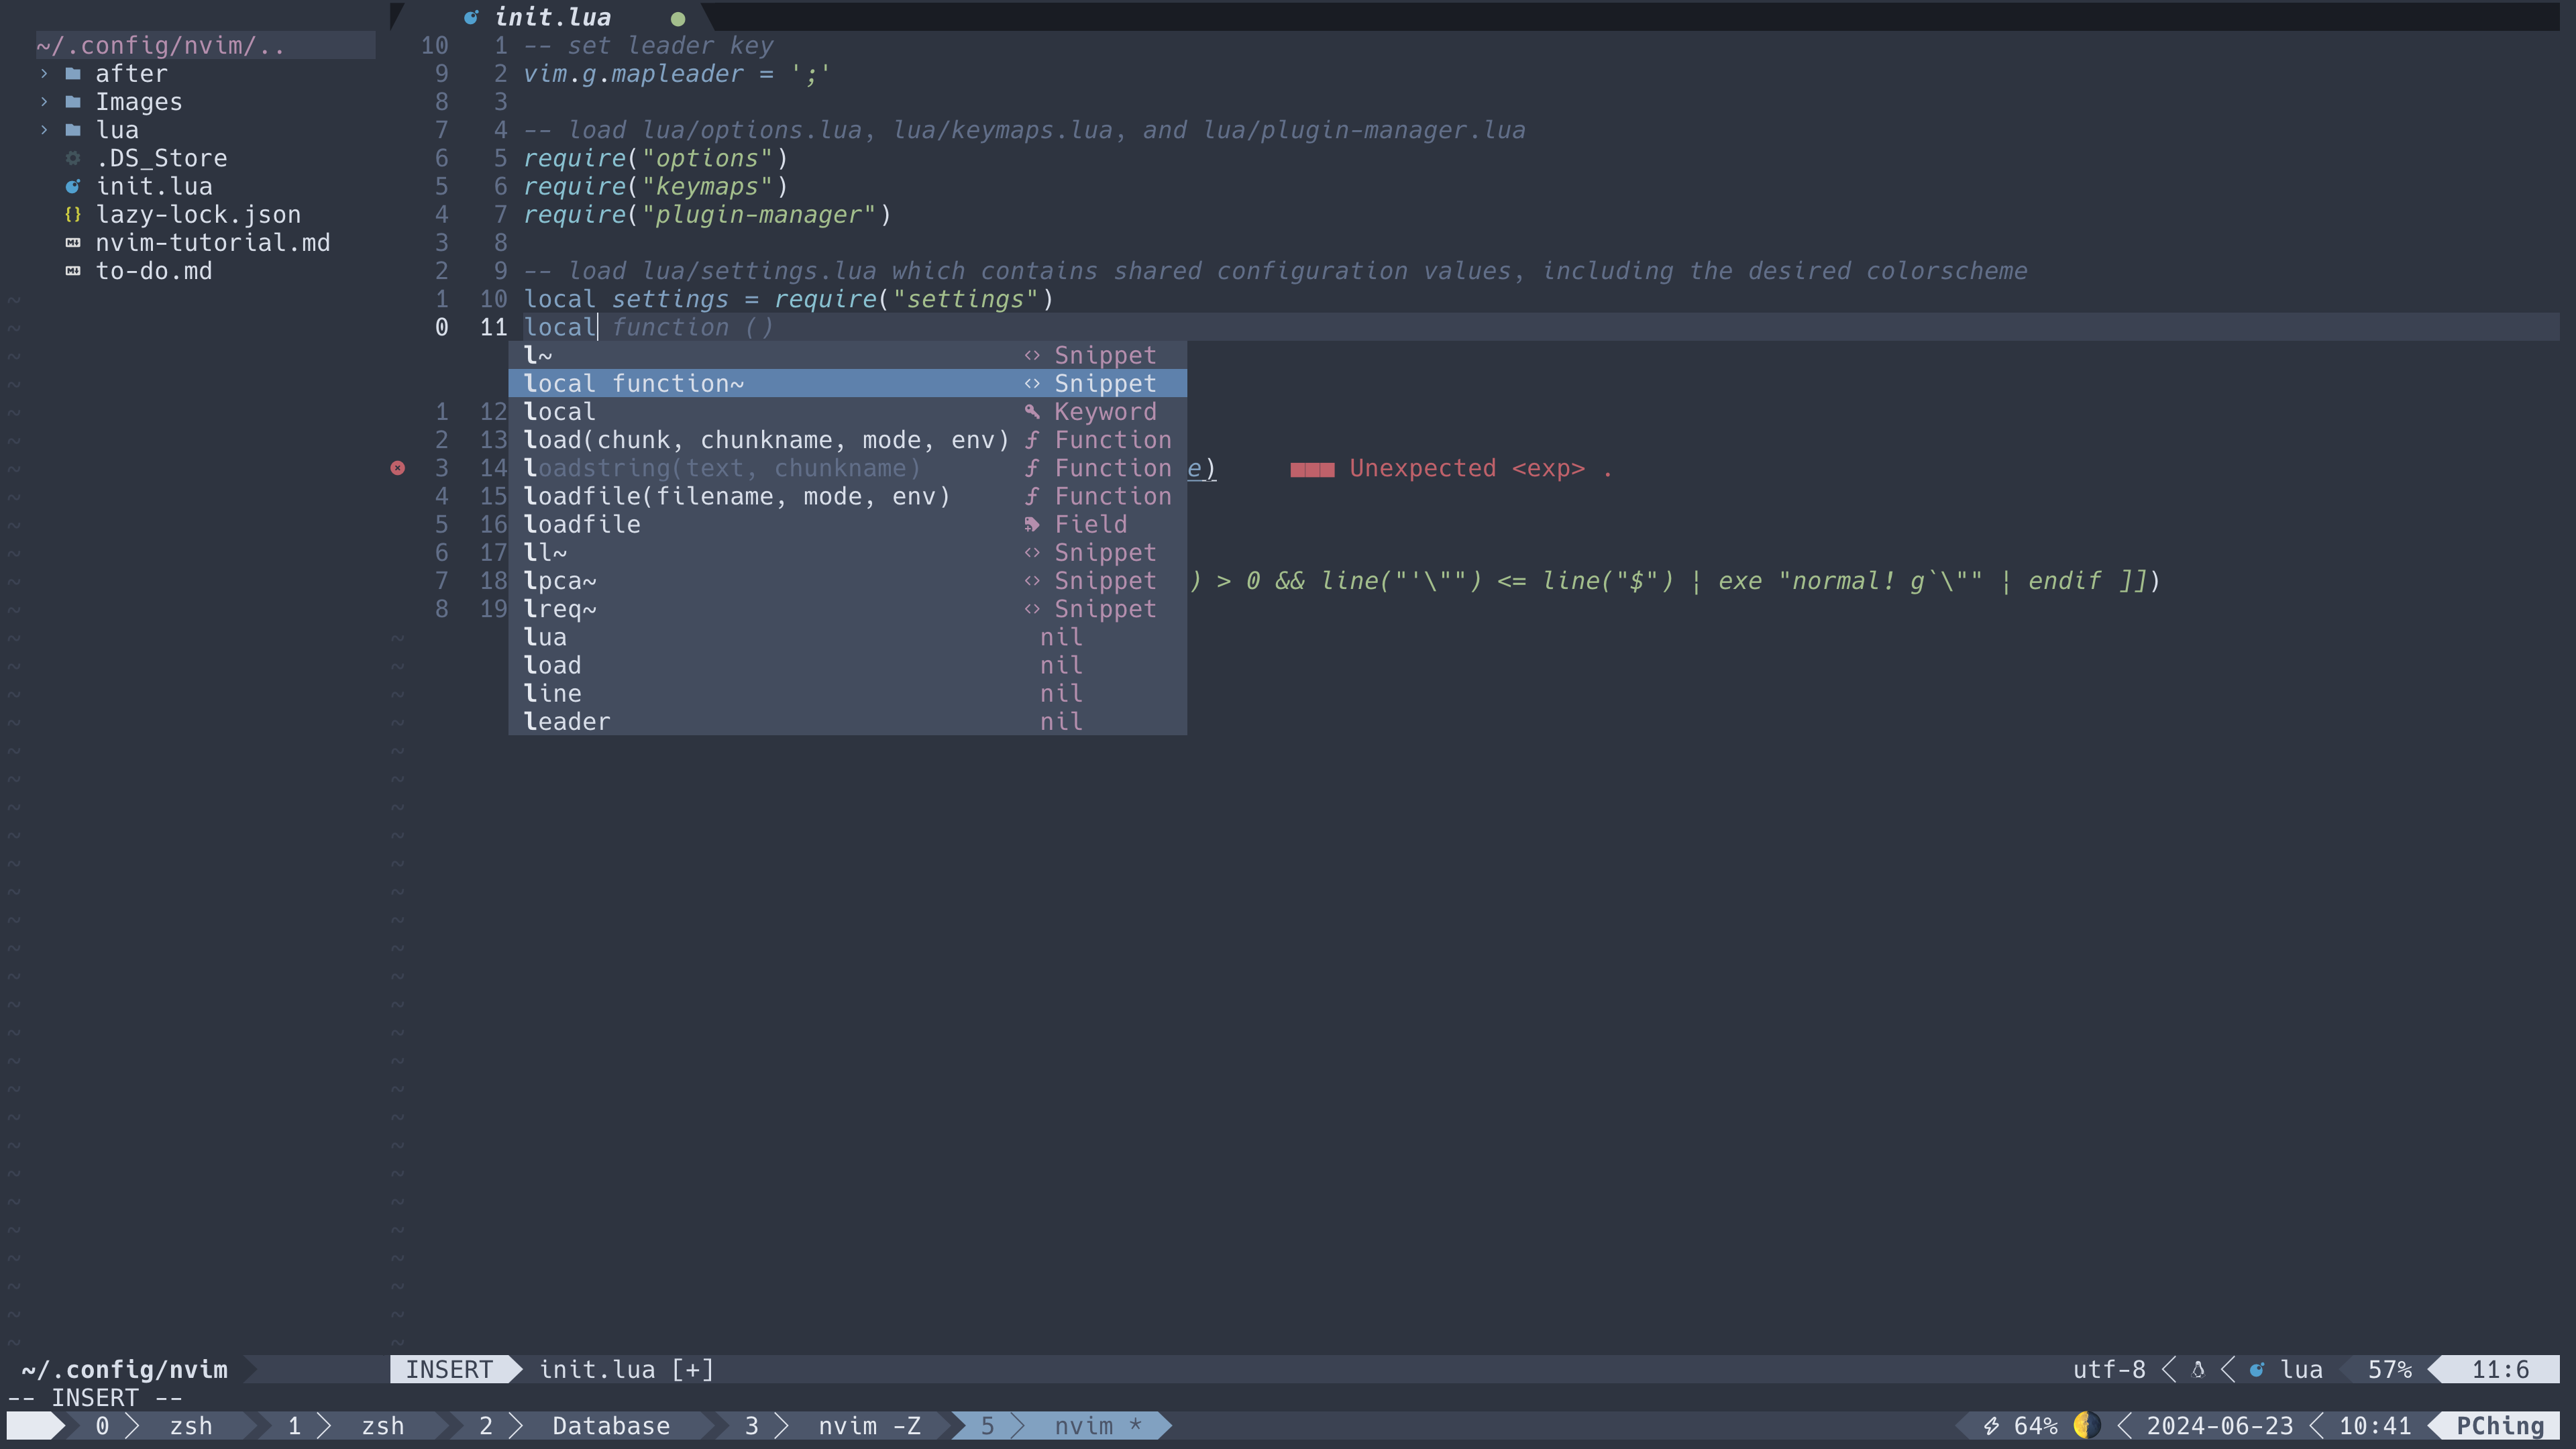 init.lua
~/.config/nvim/..
after
Images
lua
.DS_Store
init.lua
lazy-lock.json
nvim-tutorial.md
to-do.md
10 1 -- set leader key
9 2 vim.g.mapleader = ';'
8 3
7 4 -- load lua/options.lua, lua/keymaps.lua, and lua/plugin-manager.lua
6 5 require("options")
5 6 require("keymaps")
4 7 require("plugin-manager")
3 8
2 9 -- load lua/settings.lua which contains shared configuration values, including the desired colorscheme
1 10 local settings = require("settings")
0 11 local function ()
l~ <> Snippet
local function~ <> Snippet
1 12 local Keyword
2 13 load(chunk, chunkname, mode, env) ƒ Function
3 14 loadstring(text, chunkname) ƒ Function e) ■■■ Unexpected <exp> .
4 15 loadfile(filename, mode, env) ƒ Function
5 16 loadfile Field
6 17 ll~ <> Snippet
7 18 lpca~ <> Snippet ) > 0 && line("'\"") <= line("$") | exe "normal! g`\"" | endif ]])
8 19 lreq~ <> Snippet
lua nil
load nil
line nil
leader nil
~/.config/nvim INSERT init.lua [+] utf-8 lua 57% 11:6
-- INSERT --
0 zsh 1 zsh 2 Database 3 nvim -Z 5 nvim * 64% 2024-06-23 10:41 PChing